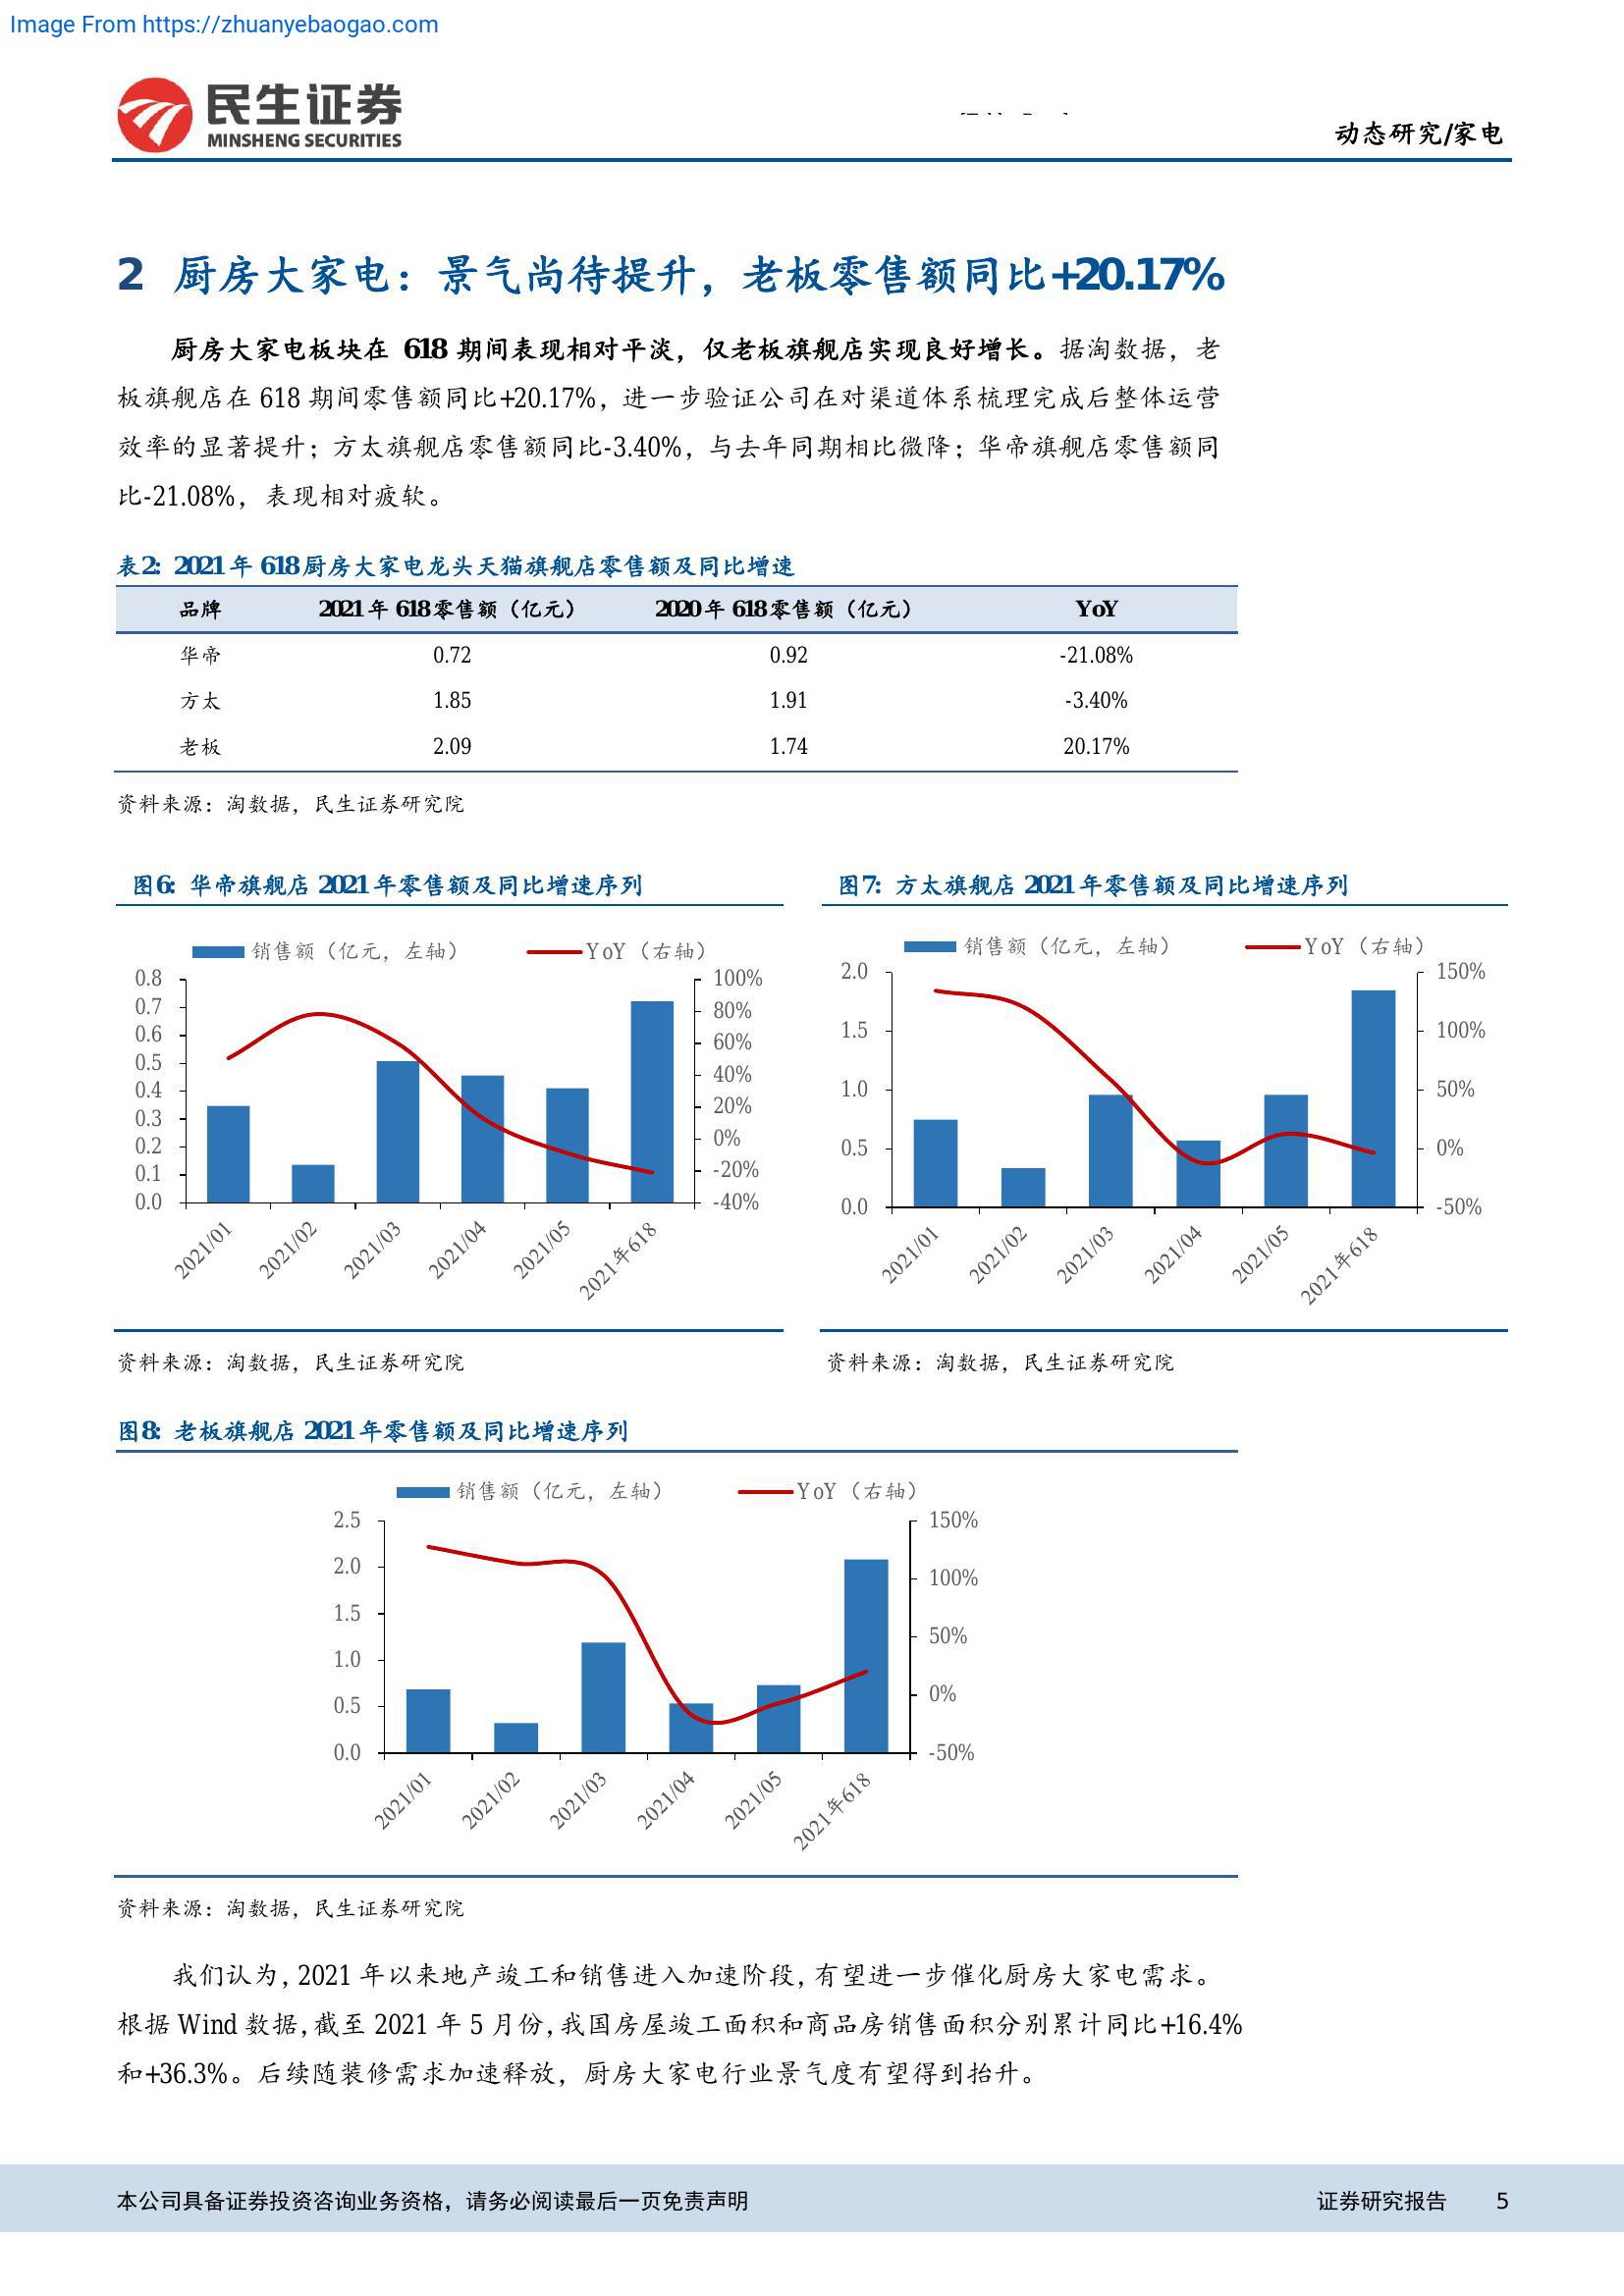 Image From https://zhuanyebaogao.com
民生证券
MINSHENG SECURITIES
动态研究/家电
2 厨房大家电：景气尚待提升，老板零售额同比+20.17%
厨房大家电板块在 618 期间表现相对平淡，仅老板旗舰店实现良好增长。据淘数据，老
板旗舰店在 618 期间零售额同比+20.17%，进一步验证公司在对渠道体系梳理完成后整体运营
效率的显著提升；方太旗舰店零售额同比-3.40%，与去年同期相比微降；华帝旗舰店零售额同
比-21.08%，表现相对疲软。
表2: 2021 年 618 厨房大家电龙头天猫旗舰店零售额及同比增速
品牌 2021 年 618 零售额（亿元） 2020 年 618 零售额（亿元） YoY
华帝 0.72 0.92 -21.08%
方太 1.85 1.91 -3.40%
老板 2.09 1.74 20.17%
资料来源：淘数据，民生证券研究院
图6: 华帝旗舰店 2021 年零售额及同比增速序列
销售额（亿元，左轴） YoY（右轴）
0.8
0.7
0.6
0.5
0.4
0.3
0.2
0.1
0.0
100%
80%
60%
40%
20%
0%
-20%
-40%
2021/01
2021/02
2021/03
2021/04
2021/05
2021年618
资料来源：淘数据，民生证券研究院
图7: 方太旗舰店 2021 年零售额及同比增速序列
销售额（亿元，左轴） YoY（右轴）
2.0
1.5
1.0
0.5
0.0
150%
100%
50%
0%
-50%
2021/01
2021/02
2021/03
2021/04
2021/05
2021年618
资料来源：淘数据，民生证券研究院
图8: 老板旗舰店 2021 年零售额及同比增速序列
销售额（亿元，左轴） YoY（右轴）
2.5
2.0
1.5
1.0
0.5
0.0
150%
100%
50%
0%
-50%
2021/01
2021/02
2021/03
2021/04
2021/05
2021年618
资料来源：淘数据，民生证券研究院
我们认为，2021 年以来地产竣工和销售进入加速阶段，有望进一步催化厨房大家电需求。
根据 Wind 数据，截至 2021 年 5 月份，我国房屋竣工面积和商品房销售面积分别累计同比+16.4%
和+36.3%。后续随装修需求加速释放，厨房大家电行业景气度有望得到抬升。
本公司具备证券投资咨询业务资格，请务必阅读最后一页免责声明
证券研究报告 5